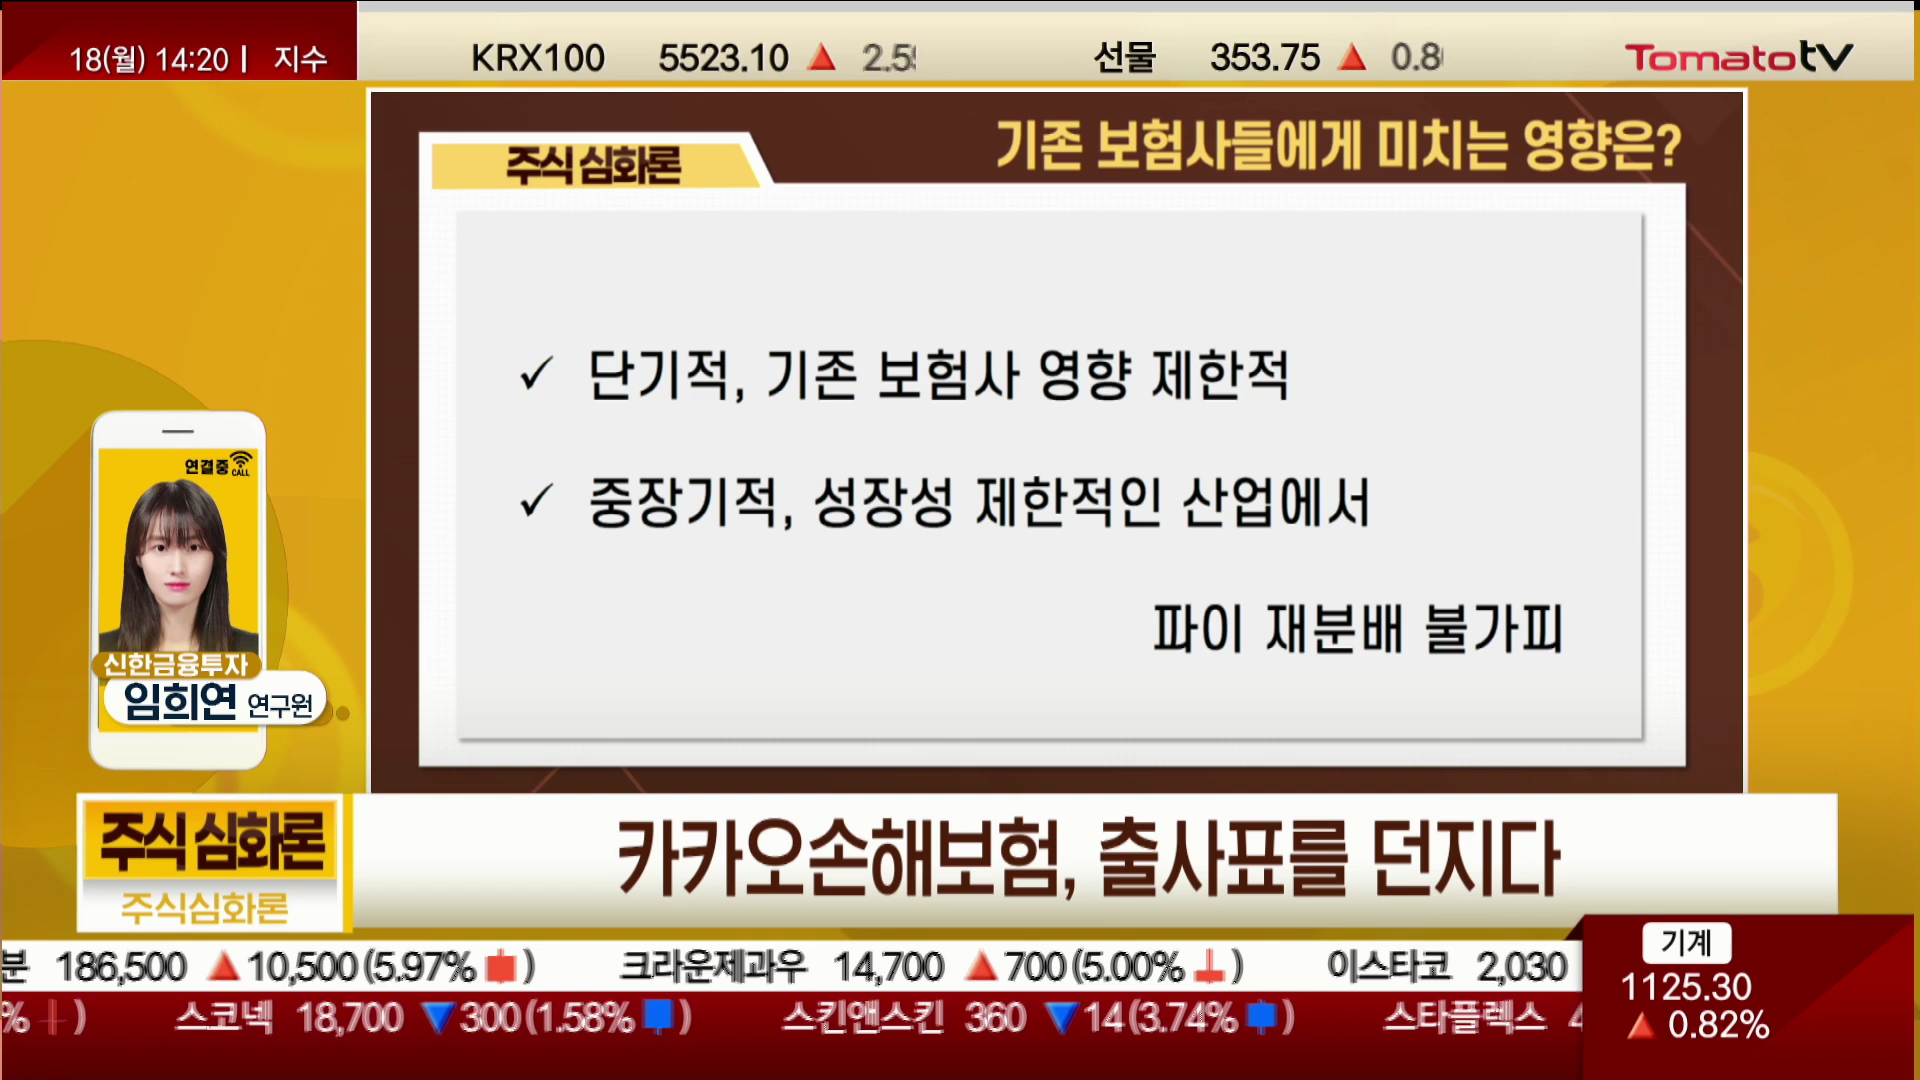 18(월) 14:20 | 지수
KRX100 5523.10 ▲ 2.5
선물 353.75 ▲ 0.8
Tomato tv
기존 보험사들에게 미치는 영향은?
주식 심화론
✓ 단기적, 기존 보험사 영향 제한적
✓ 중장기적, 성장성 제한적인 산업에서
파이 재분배 불가피
연결중
CALL
신한금융투자
임희연 연구원
주식 심화론
주식심화론
카카오손해보험, 출사표를 던지다
분 186,500 ▲10,500(5.97% ) 크라운제과우 14,700 ▲700(5.00% ) 이스타코 2,030
% ) 스코넥 18,700 ▼300(1.58% ) 스킨앤스킨 360 ▼14(3.74% ) 스타플렉스
기계
1125.30
▲ 0.82%